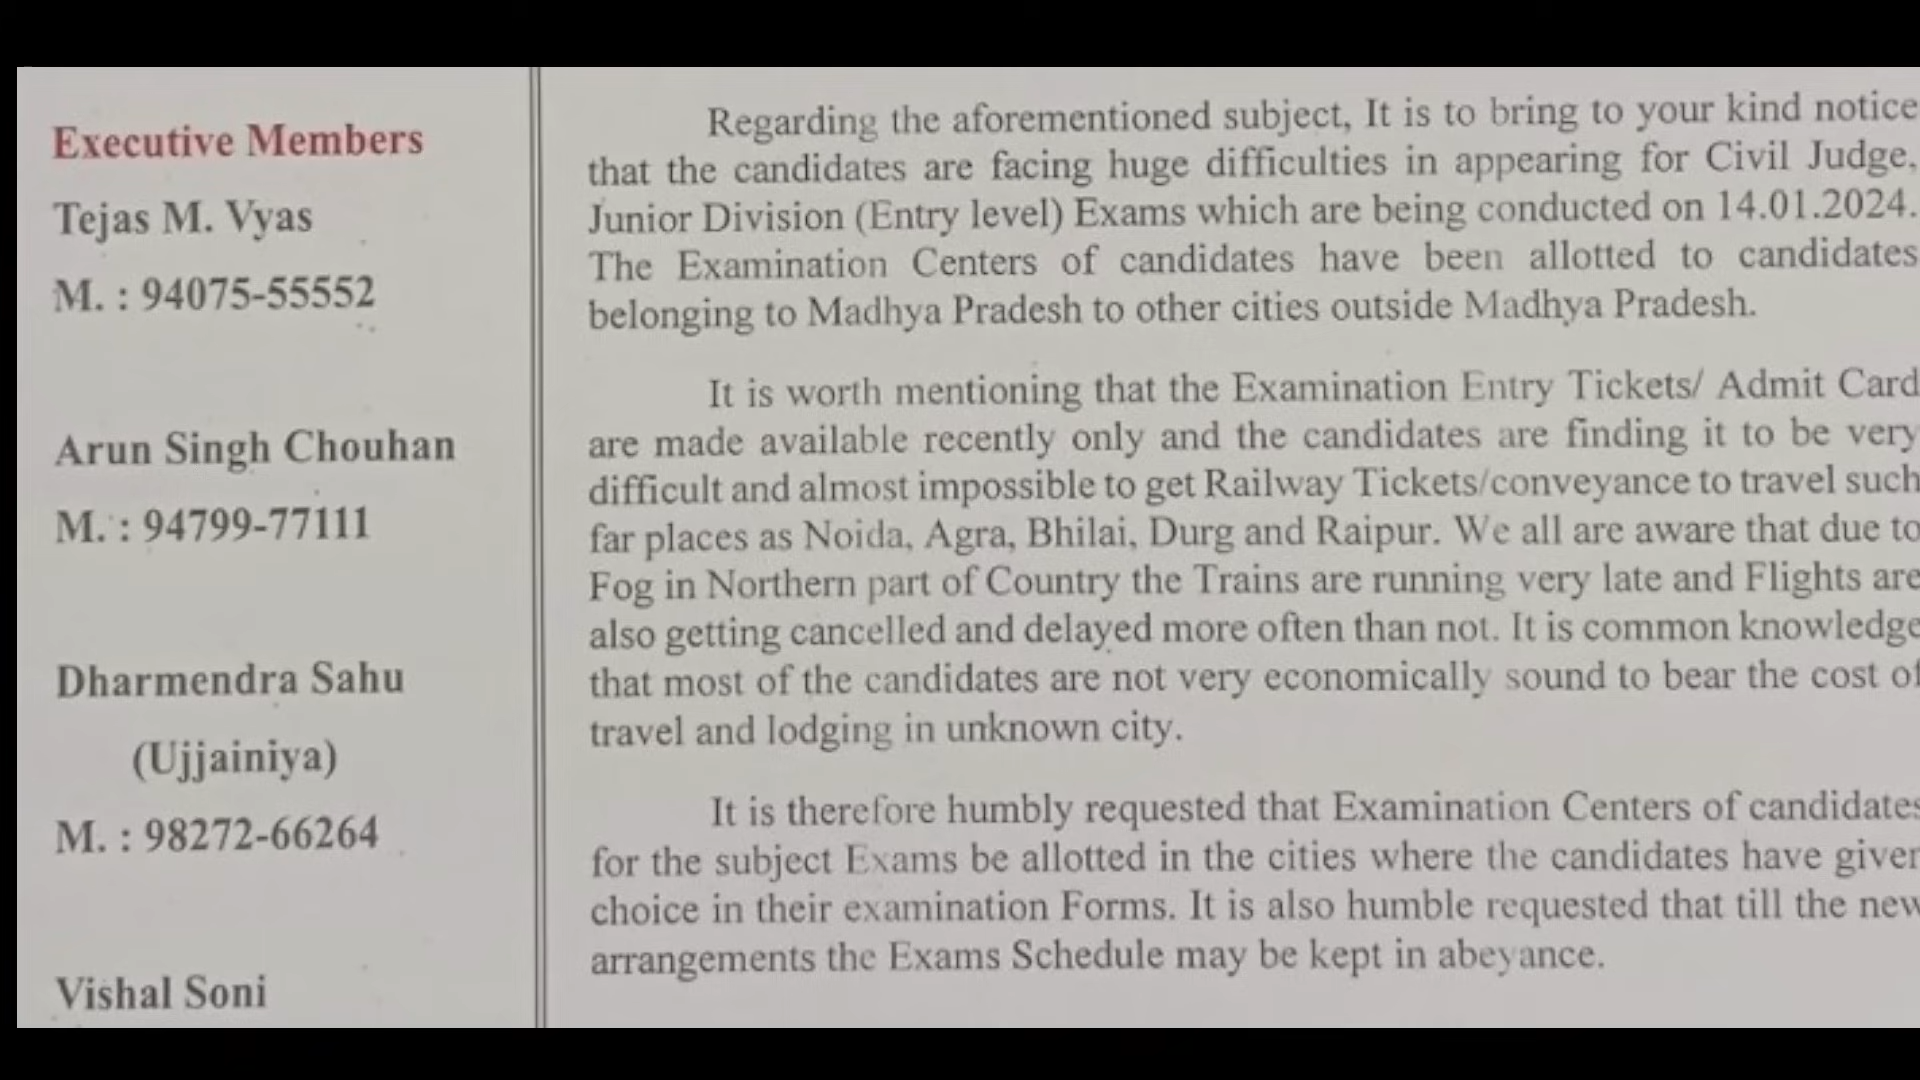 Executive Members
Tejas M. Vyas
M. : 94075-55552
Arun Singh Chouhan
M. : 94799-77111
Dharmendra Sahu
(Ujjainiya)
M. : 98272-66264
Vishal Soni
Regarding the aforementioned subject, It is to bring to your kind notice
that the candidates are facing huge difficulties in appearing for Civil Judge,
Junior Division (Entry level) Exams which are being conducted on 14.01.2024.
The Examination Centers of candidates have been allotted to candidates
belonging to Madhya Pradesh to other cities outside Madhya Pradesh.
It is worth mentioning that the Examination Entry Tickets/ Admit Card
are made available recently only and the candidates are finding it to be very
difficult and almost impossible to get Railway Tickets/conveyance to travel such
far places as Noida, Agra, Bhilai, Durg and Raipur. We all are aware that due to
Fog in Northern part of Country the Trains are running very late and Flights are
also getting cancelled and delayed more often than not. It is common knowledge
that most of the candidates are not very economically sound to bear the cost of
travel and lodging in unknown city.
It is therefore humbly requested that Examination Centers of candidates
for the subject Exams be allotted in the cities where the candidates have given
choice in their examination Forms. It is also humble requested that till the new
arrangements the Exams Schedule may be kept in abeyance.